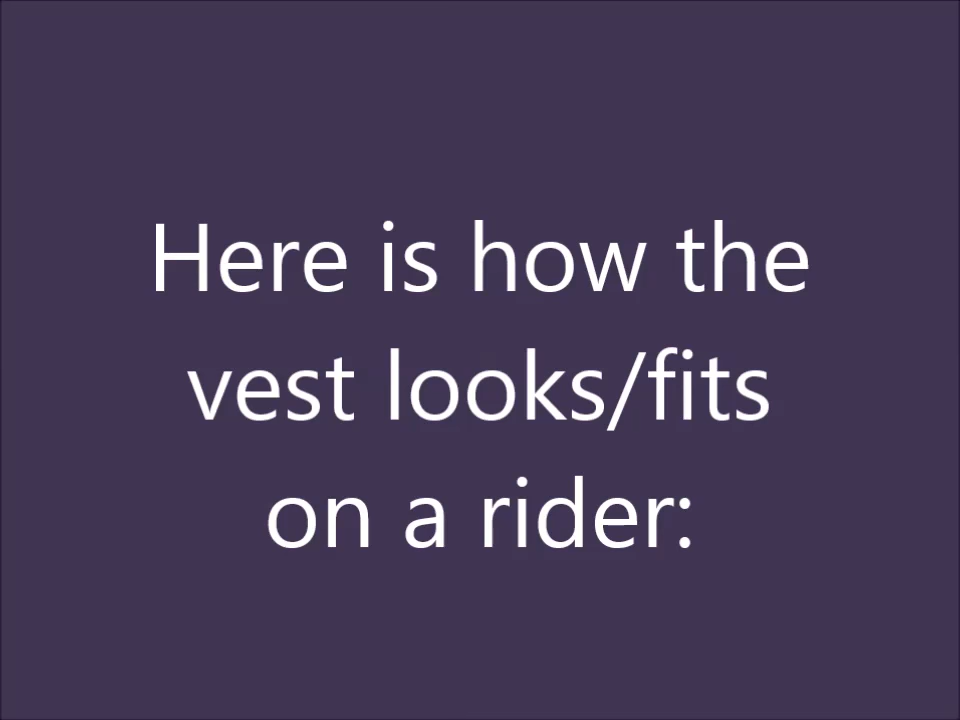 Here is how the
vest looks/fits
on a rider: